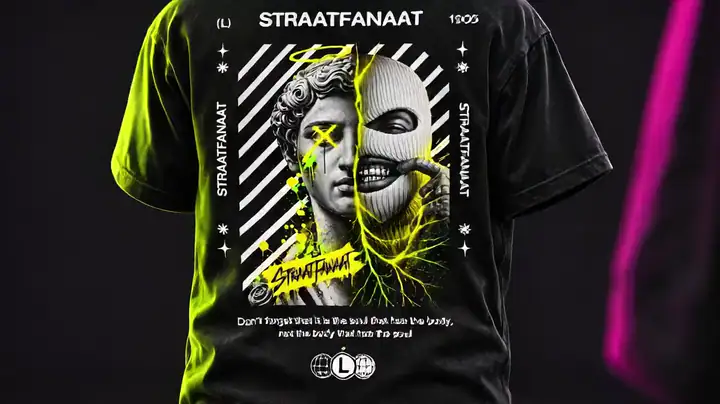 (L) STRAATFANAAT
STRAATFANAAT
STRAATFANAAT
STRAATFANAAT
Don't forget that it is the soul that has the body,
not the body that has the soul
L